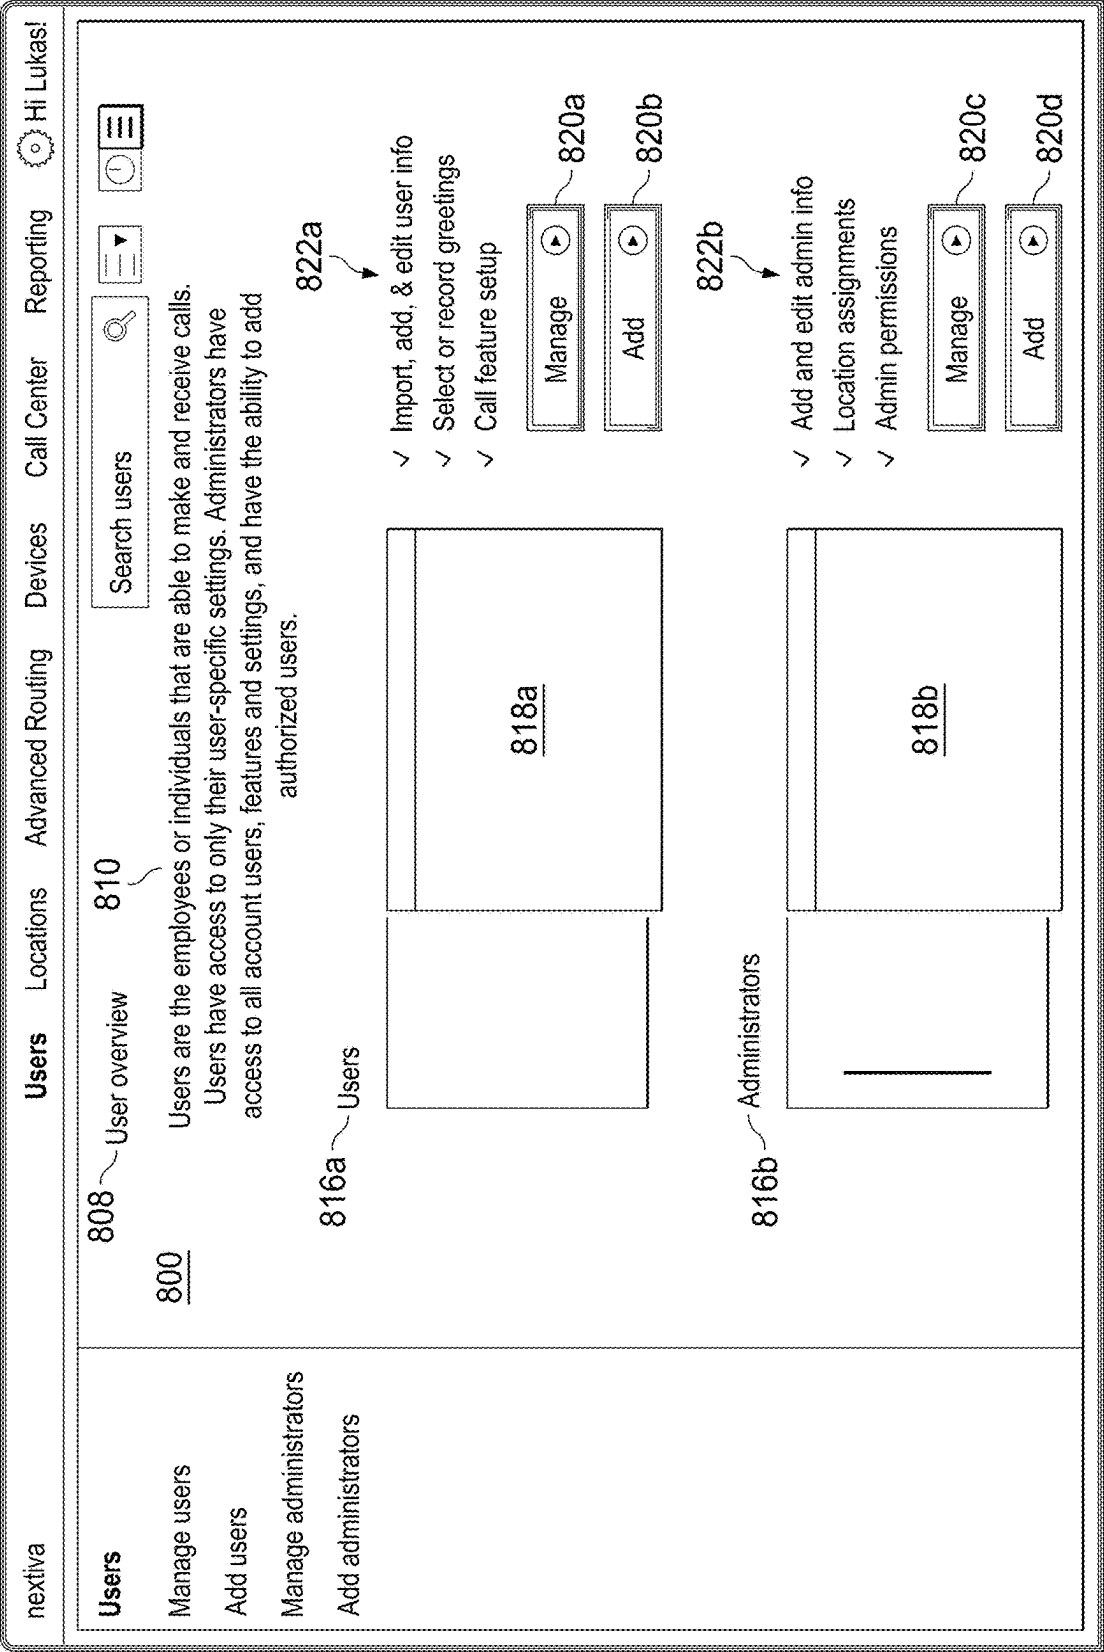 nextiva
Users Locations Advanced Routing Devices Call Center Reporting Hi Lukas!
Users
Manage users
Add users
Manage administrators
Add administrators
808 User overview
810
Search users
800
Users are the employees or individuals that are able to make and receive calls.
Users have access to only their user-specific settings. Administrators have
access to all account users, features and settings, and have the ability to add
authorized users.
816a Users
818a
822a
✓ Import, add, & edit user info
✓ Select or record greetings
✓ Call feature setup
Manage 820a
Add 820b
816b Administrators
818b
822b
✓ Add and edit admin info
✓ Location assignments
✓ Admin permissions
Manage 820c
Add 820d